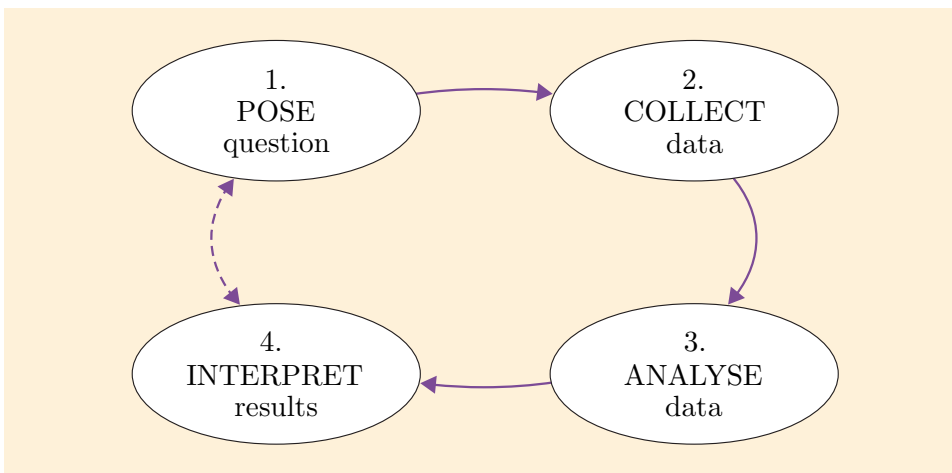 1.
POSE
question
2.
COLLECT
data
4.
INTERPRET
results
3.
ANALYSE
data